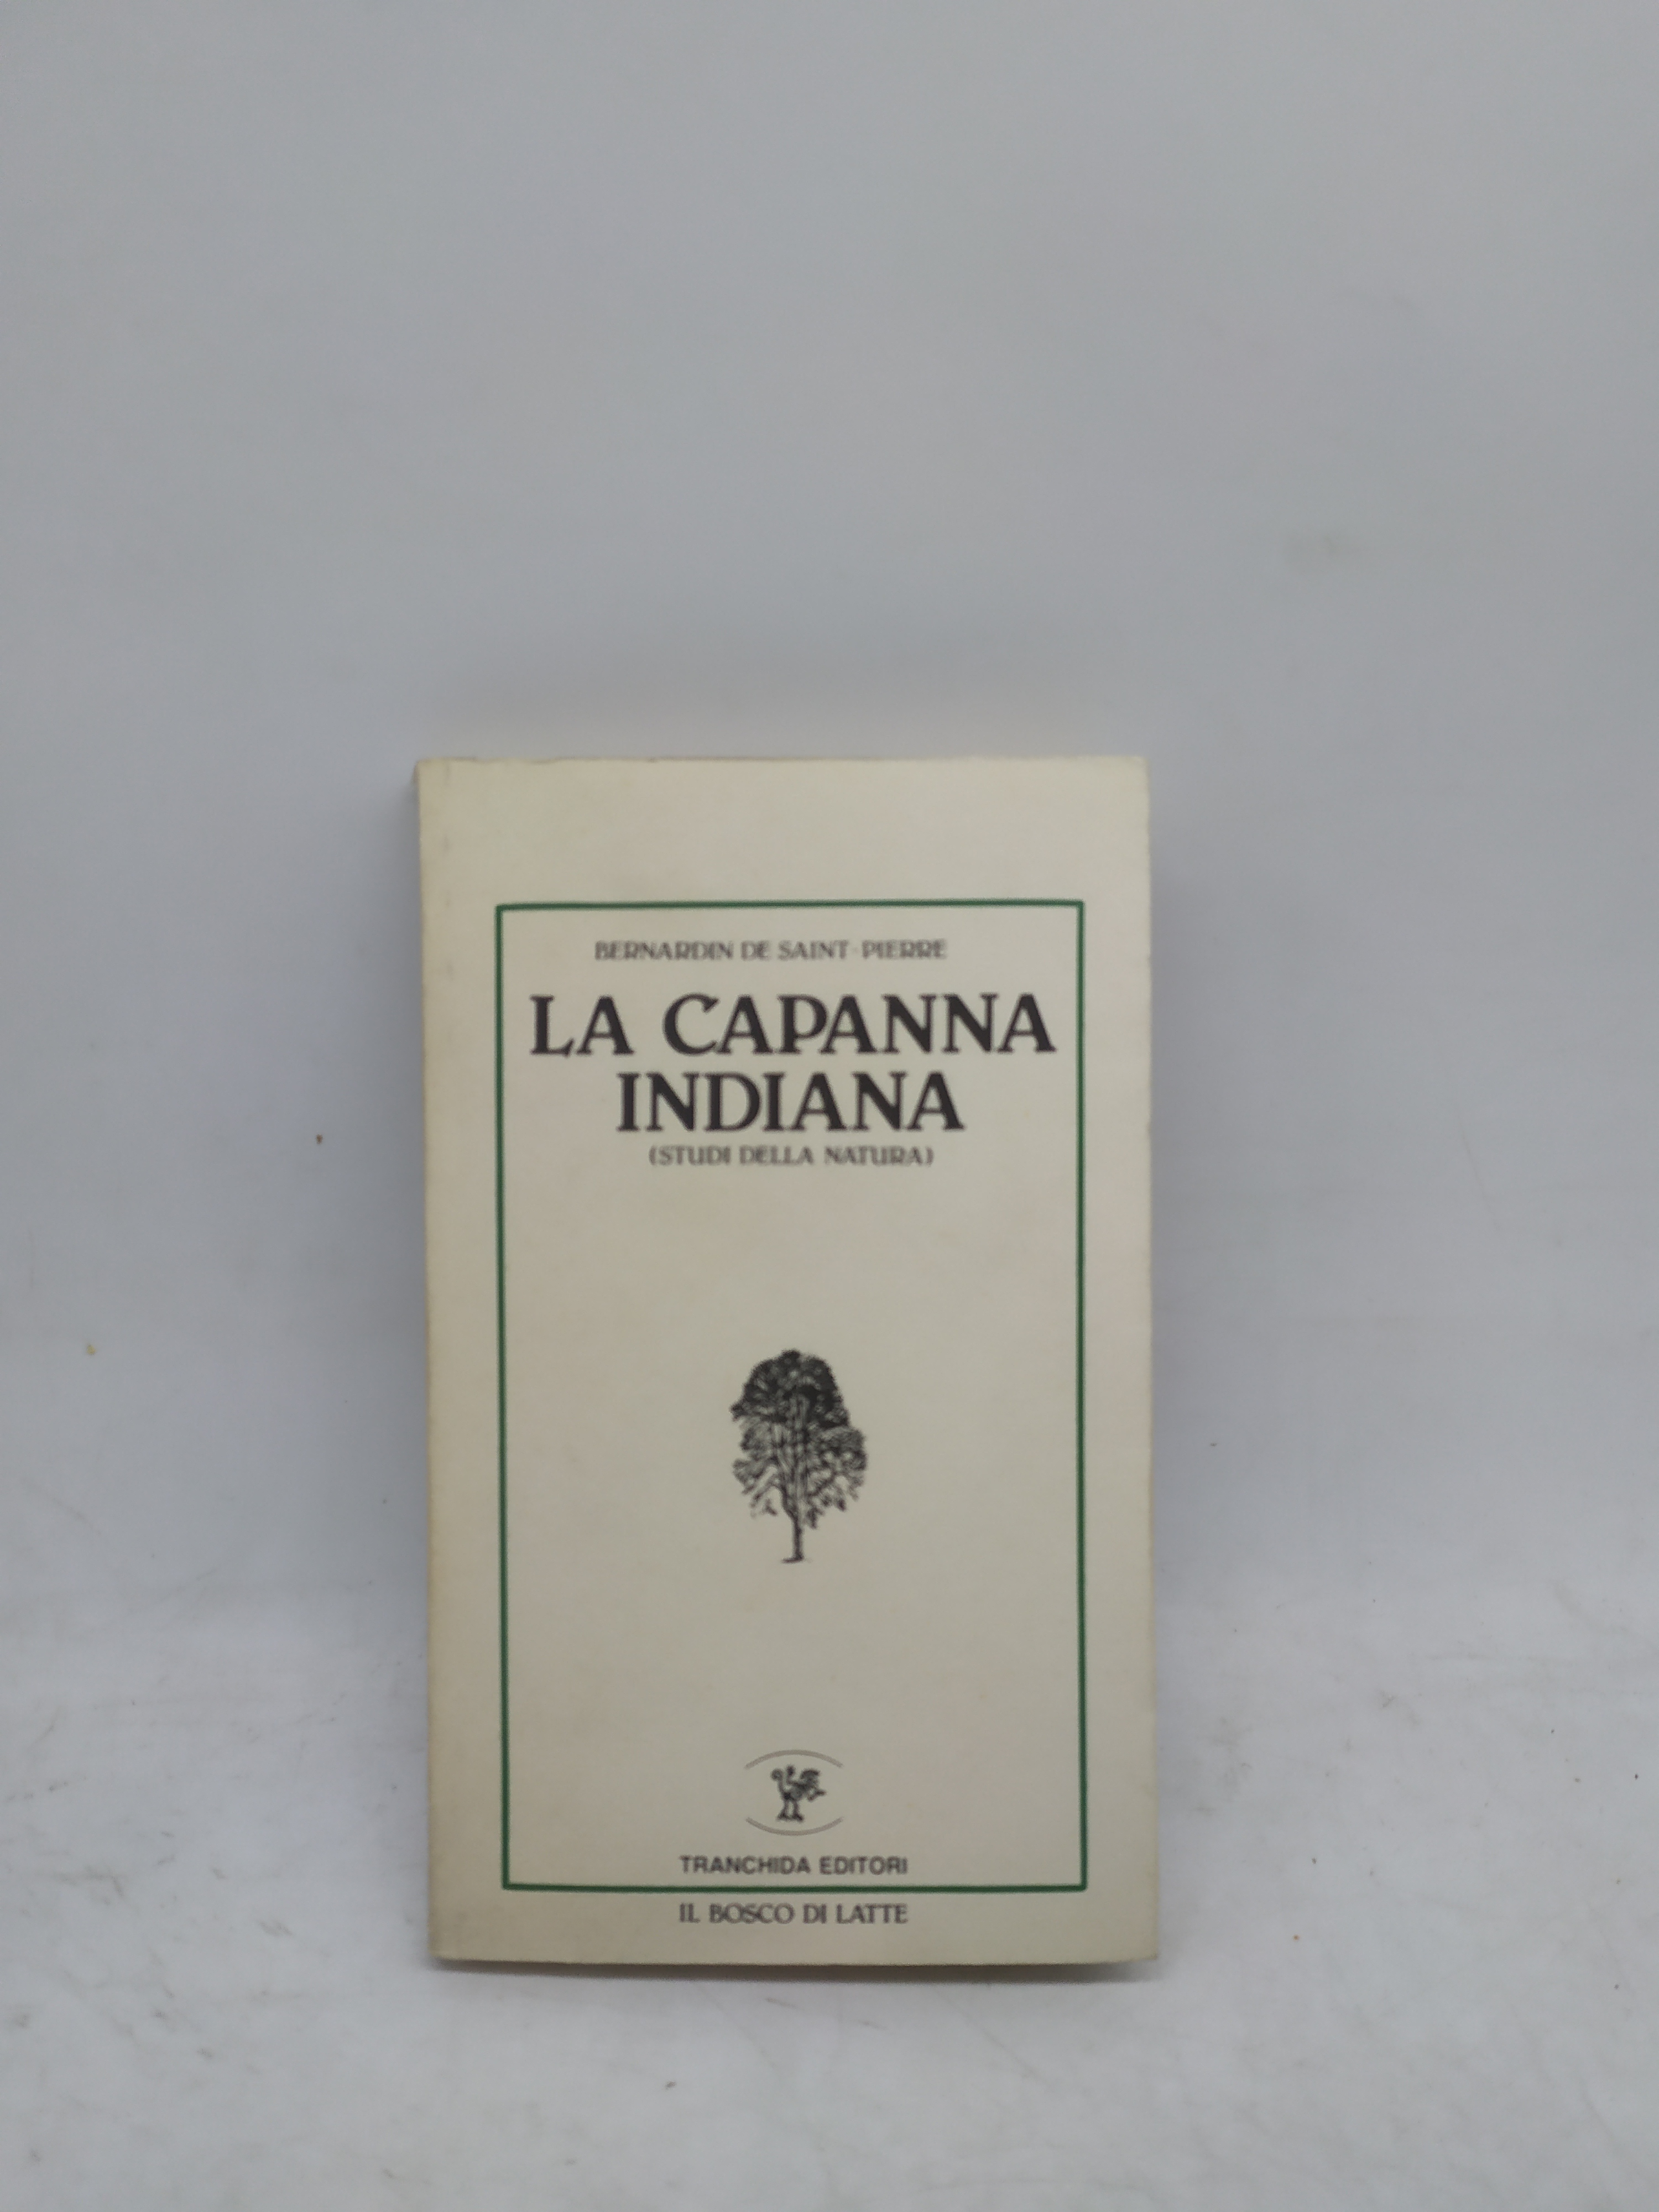 BERNARDIN DE SAINT-PIERRE
LA CAPANNA
INDIANA
(STUDI DELLA NATURA)
TRANCHIDA EDITORI
IL BOSCO DI LATTE